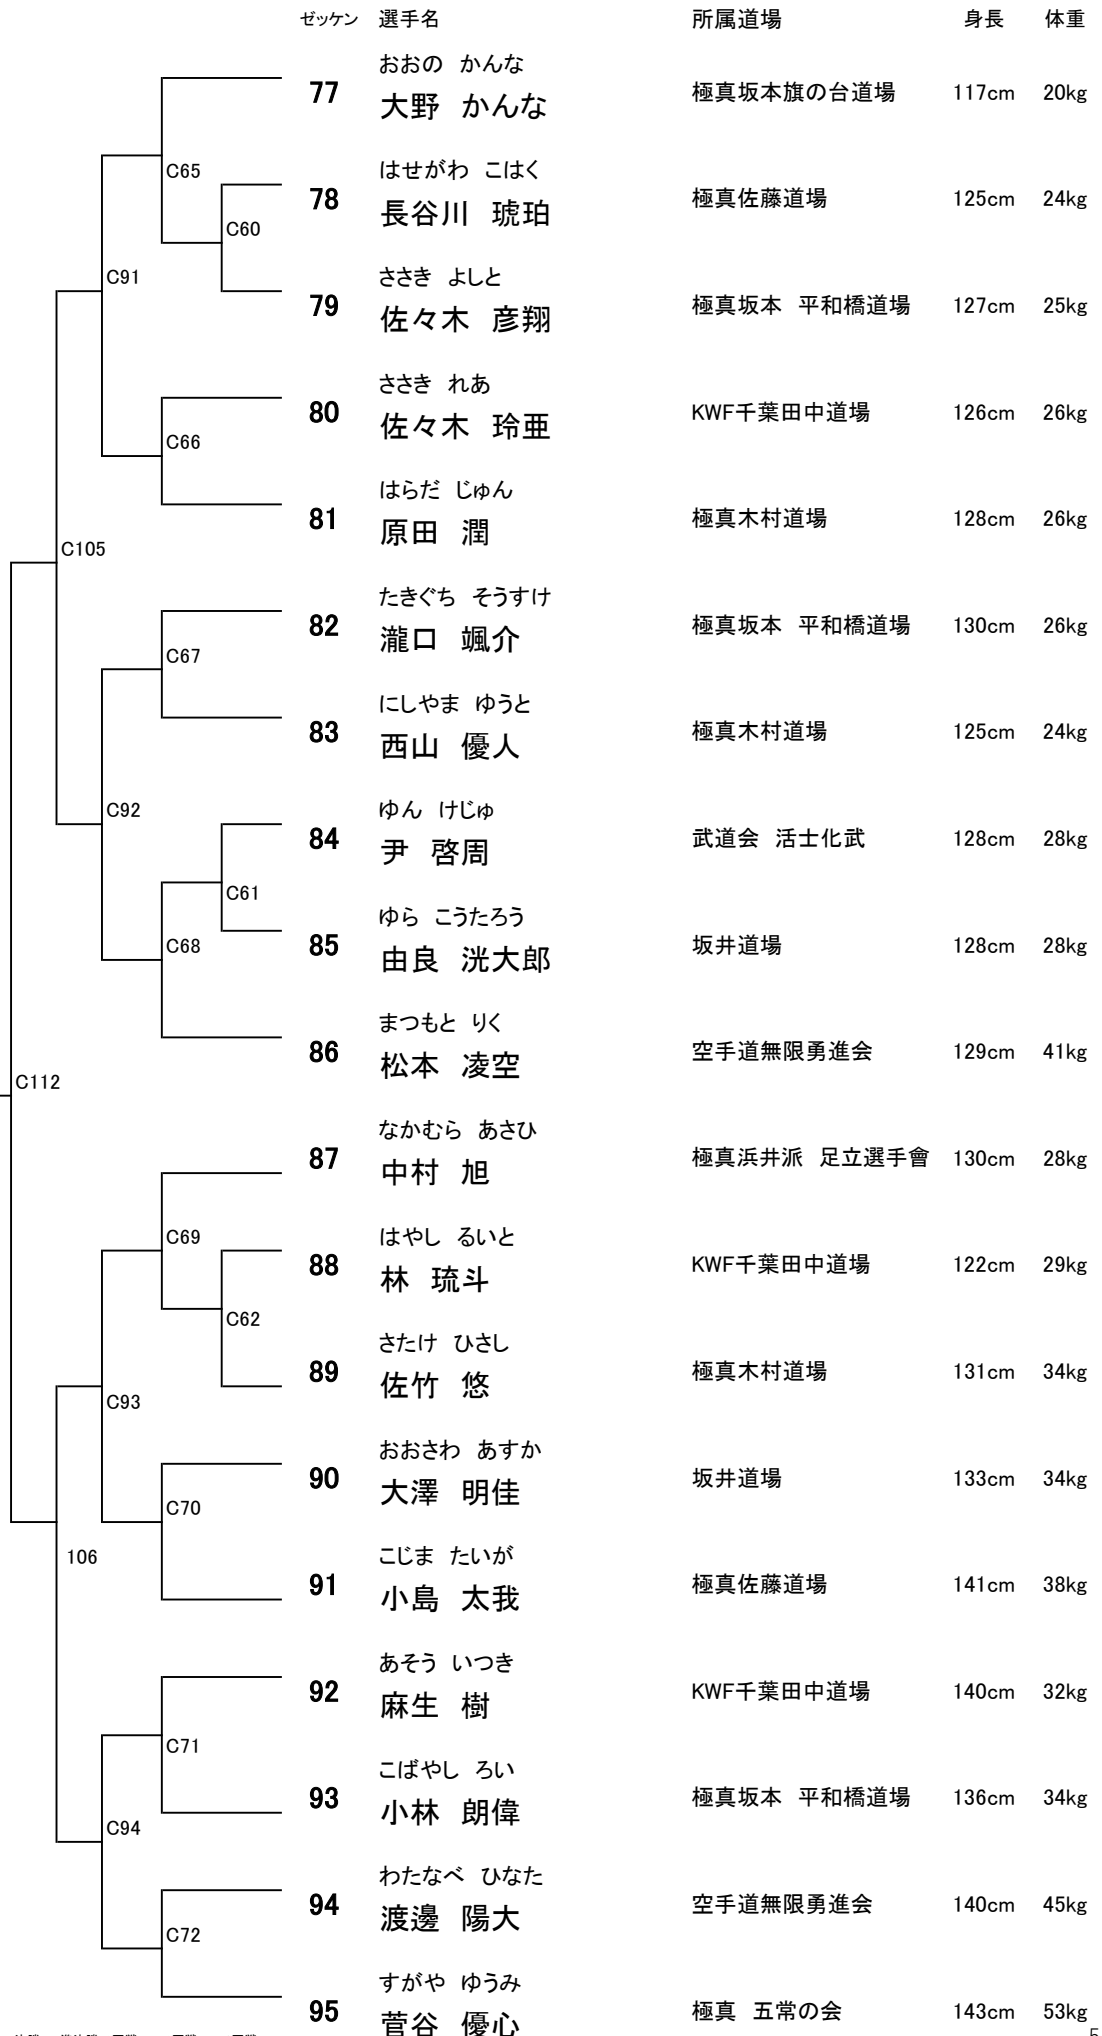 ゼッケン 選手名 所属道場 身長 体重
おおの かんな
77 大野 かんな 極真坂本旗の台道場 117cm 20kg
C65
はせがわ こはく
78 長谷川 琥珀 極真佐藤道場 125cm 24kg
C60
C91
ささき よしと
79 佐々木 彦翔 極真坂本 平和橋道場 127cm 25kg
ささき れあ
80 佐々木 玲亜 KWF千葉田中道場 126cm 26kg
C66
はらだ じゅん
81 原田 潤 極真木村道場 128cm 26kg
C105
たきぐち そうすけ
82 瀧口 颯介 極真坂本 平和橋道場 130cm 26kg
C67
にしやま ゆうと
83 西山 優人 極真木村道場 125cm 24kg
C92
ゆん けじゅ
84 尹 啓周 武道会 活士化武 128cm 28kg
C61
ゆら こうたろう
85 由良 洸大郎 坂井道場 128cm 28kg
C68
まつもと りく
86 松本 凌空 空手道無限勇進会 129cm 41kg
C112
なかむら あさひ
87 中村 旭 極真浜井派 足立選手會 130cm 28kg
C69
はやし るいと
88 林 琉斗 KWF千葉田中道場 122cm 29kg
C62
さたけ ひさし
89 佐竹 悠 極真木村道場 131cm 34kg
C93
おおさわ あすか
90 大澤 明佳 坂井道場 133cm 34kg
C70
106
こじま たいが
91 小島 太我 極真佐藤道場 141cm 38kg
あそう いつき
92 麻生 樹 KWF千葉田中道場 140cm 32kg
C71
こばやし ろい
93 小林 朗偉 極真坂本 平和橋道場 136cm 34kg
C94
わたなべ ひなた
94 渡邊 陽大 空手道無限勇進会 140cm 45kg
C72
すがや ゆうみ
95 菅谷 優心 極真 五常の会 143cm 53kg